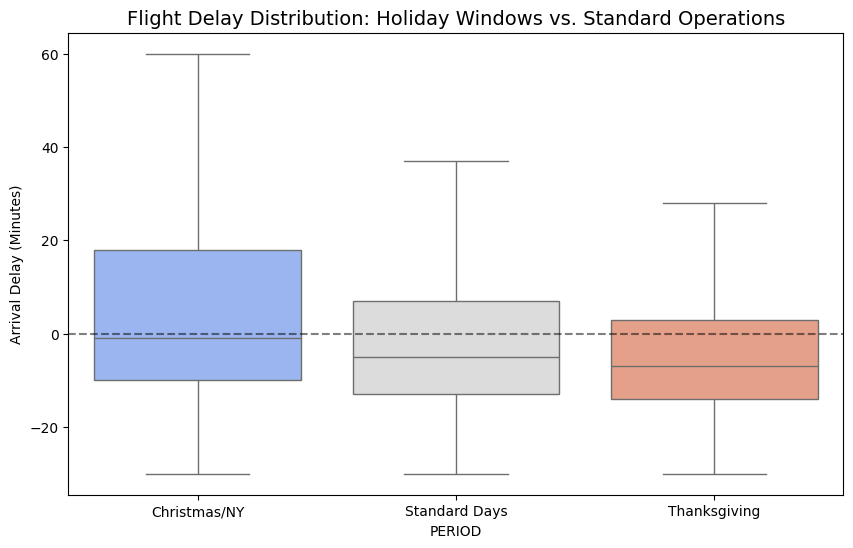 Flight Delay Distribution: Holiday Windows vs. Standard Operations
Arrival Delay (Minutes)
60
40
20
0
−20
Christmas/NY
Standard Days
Thanksgiving
PERIOD